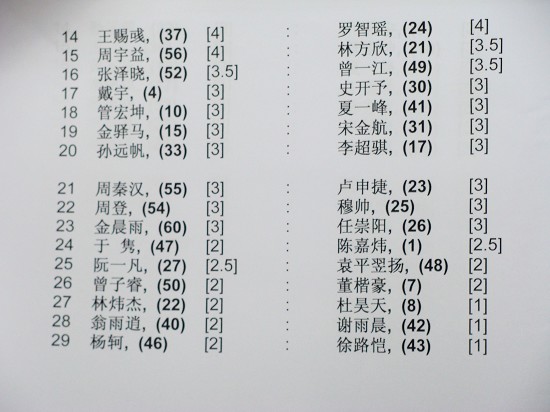 14 王赐彧, (37) [4] : 罗智瑶, (24) [4]
15 周宇益, (56) [4] : 林方欣, (21) [3.5]
16 张泽晓, (52) [3.5] : 曾一江, (49) [3.5]
17 戴宇, (4) [3] : 史开予, (30) [3]
18 管宏坤, (10) [3] : 夏一峰, (41) [3]
19 金驿马, (15) [3] : 宋金航, (31) [3]
20 孙远帆, (33) [3] : 李超骐, (17) [3]
21 周秦汉, (55) [3] : 卢申捷, (23) [3]
22 周登, (54) [3] : 穆帅, (25) [3]
23 金晨雨, (60) [3] : 任崇阳, (26) [3]
24 于 隽, (47) [2] : 陈嘉炜, (1) [2.5]
25 阮一凡, (27) [2.5] : 袁平翌扬, (48) [2]
26 曾子睿, (50) [2] : 董楷豪, (7) [2]
27 林炜杰, (22) [2] : 杜昊天, (8) [1]
28 翁雨逍, (40) [2] : 谢雨晨, (42) [1]
29 杨轲, (46) [2] : 徐路恺, (43) [1]